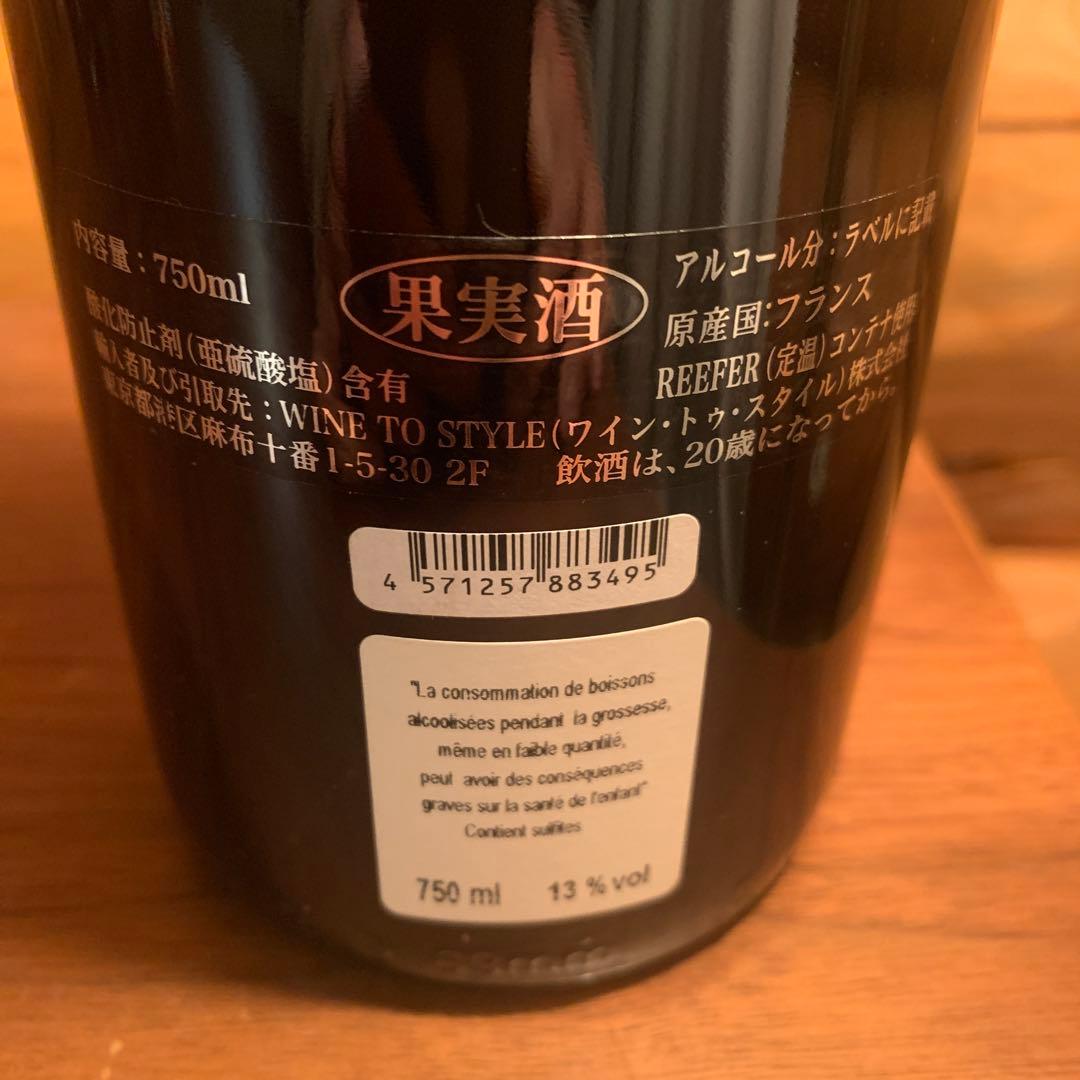 内容量：750ml
果実酒
アルコール分：ラベルに記載
原産国：フランス
酸化防止剤(亜硫酸塩)含有
REEFER(定温)コンテナ使用
輸入者及び引取先：WINE TO STYLE(ワイン・トゥ・スタイル)株式会社
東京都港区麻布十番1-5-30 2F 飲酒は、20歳になってから。
4 571257 883495
"La consommation de boissons
alcoolisées pendant la grossesse,
même en faible quantité,
peut avoir des conséquences
graves sur la santé de l'enfant"
Contient sulfites
750 ml 13 % vol